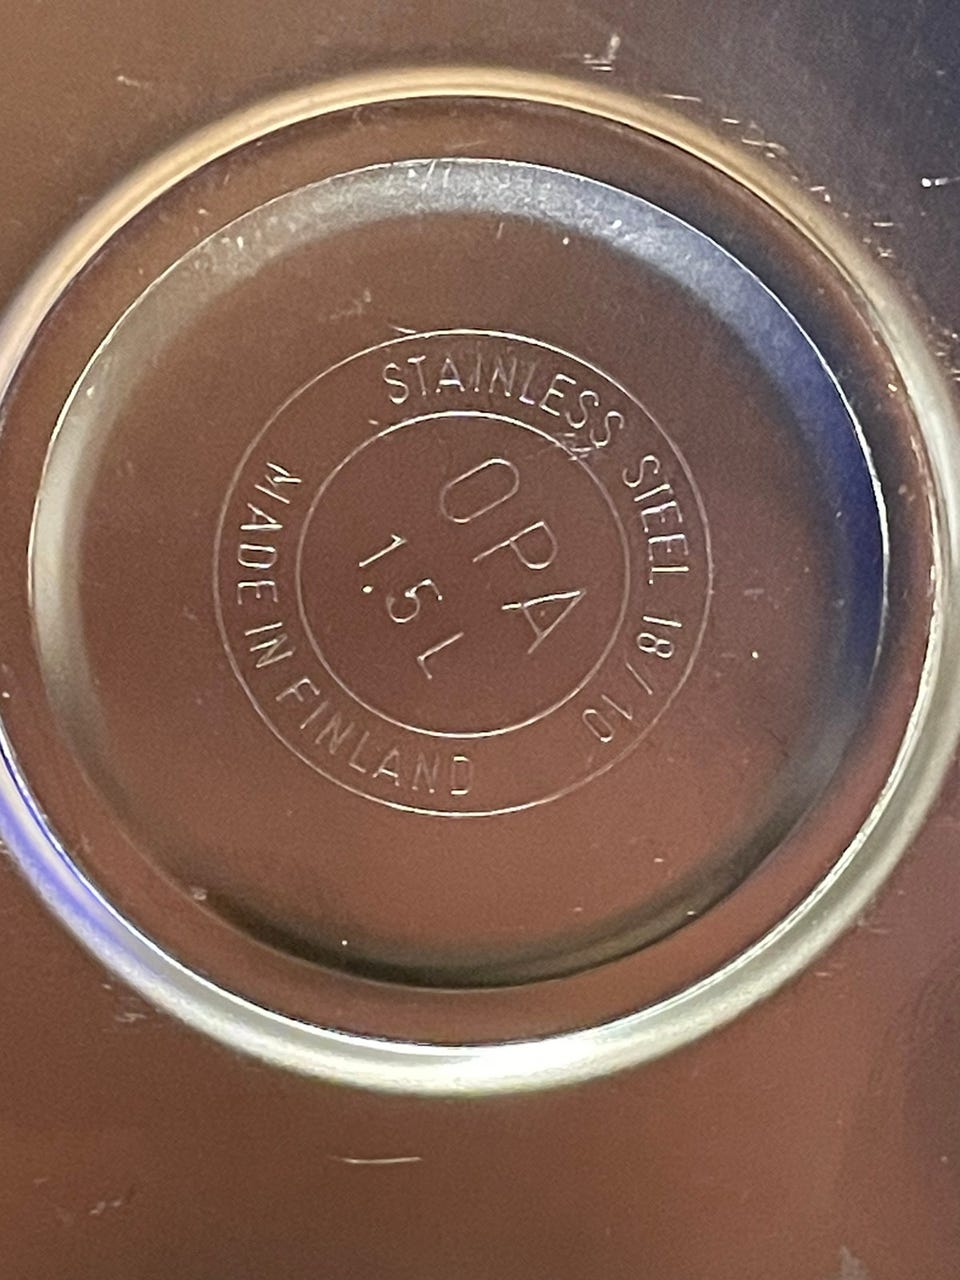 STAINLESS STEEL 18/10
OPA
1.5 L
MADE IN FINLAND